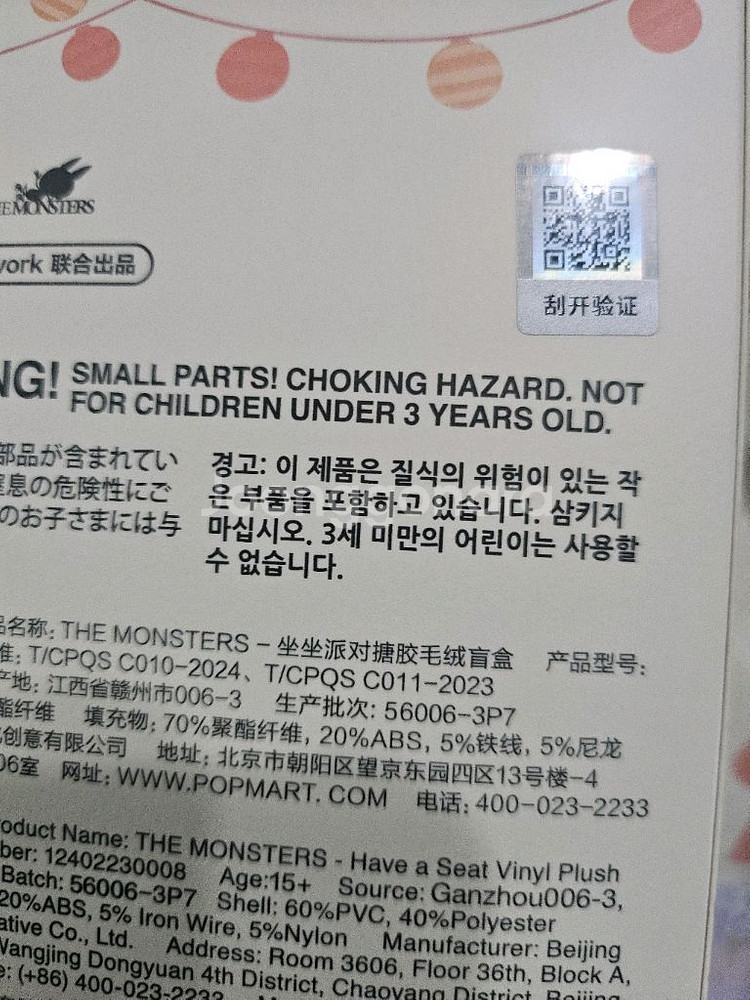 THE MONSTERS
work 联合出品
刮开验证
NG! SMALL PARTS! CHOKING HAZARD. NOT
FOR CHILDREN UNDER 3 YEARS OLD.
部品が含まれてい
窒息の危険性にご
のお子さまには与
경고: 이 제품은 질식의 위험이 있는 작
은 부품을 포함하고 있습니다. 삼키지
마십시오. 3세 미만의 어린이는 사용할
수 없습니다.
品名称: THE MONSTERS – 坐坐派对搪胶毛绒盲盒 产品型号:
准: T/CPQS C010-2024、T/CPQS C011-2023
产地: 江西省赣州市006-3 生产批次: 56006-3P7
酯纤维 填充物: 70%聚酯纤维, 20%ABS, 5%铁线, 5%尼龙
化创意有限公司 地址: 北京市朝阳区望京东园四区13号楼-4
06室 网址: WWW.POPMART. COM 电话: 400-023-2233
oduct Name: THE MONSTERS - Have a Seat Vinyl Plush
ber: 12402230008 Age:15+ Source: Ganzhou006-3,
Batch: 56006-3P7 Shell: 60%PVC, 40%Polyester
20%ABS, 5% Iron Wire, 5%Nylon Manufacturer: Beijing
ative Co., Ltd. Address: Room 3606, Floor 36th, Block A,
Wangjing Dongyuan 4th District, Chaoyang District, Beijing
e: (+86) 400-023-2233